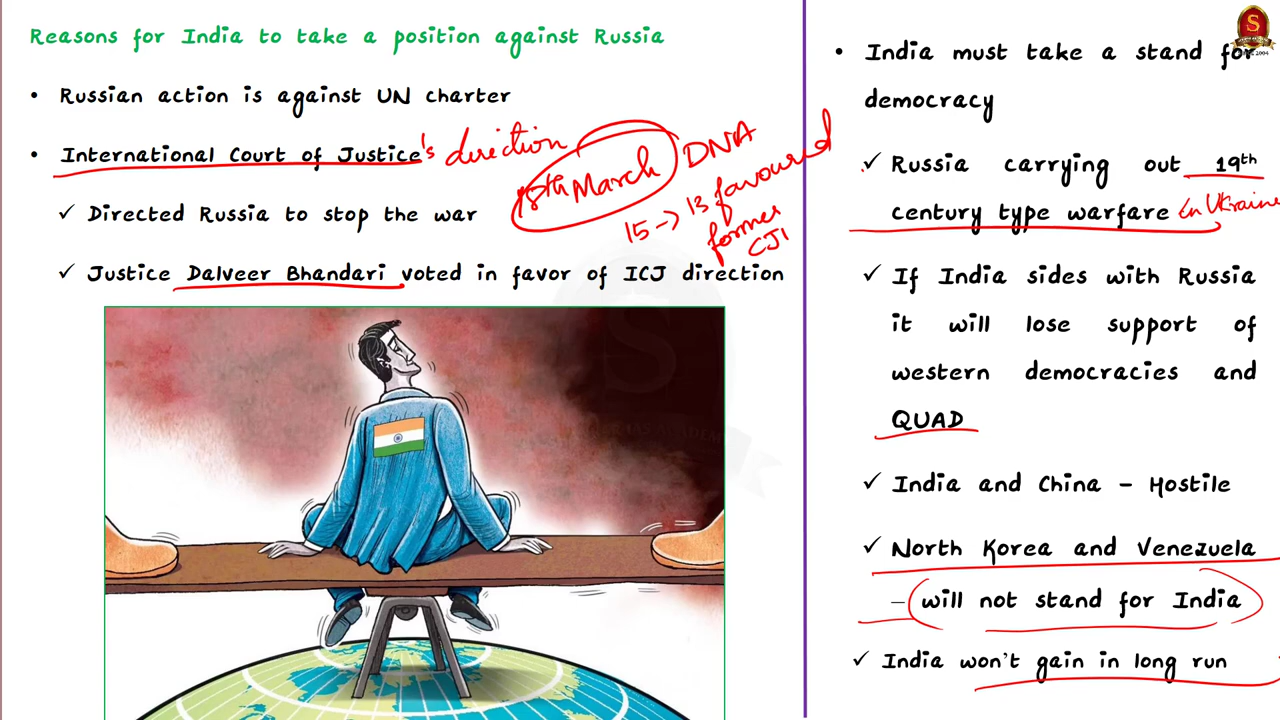 Reasons for India to take a position against Russia
• Russian action is against UN charter
• International Court of Justice's direction
18th March DNA
✓ Directed Russia to stop the war
15 -> 13 favoured
former
CJI
✓ Justice Dalveer Bhandari voted in favor of ICJ direction
• India must take a stand for
democracy
✓ Russia carrying out 19th
century type warfare in Ukraine
✓ If India sides with Russia
it will lose support of
western democracies and
QUAD
✓ India and China – Hostile
✓ North Korea and Venezuela
– will not stand for India
✓ India won't gain in long run
S